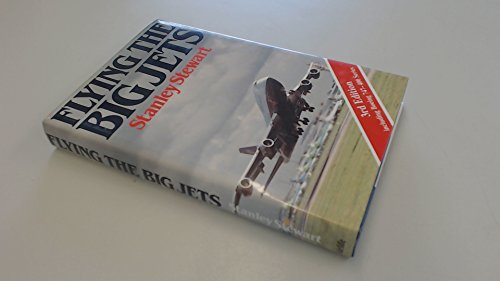 FLYING THE
BIG JETS
Stanley Stewart
3rd Edition
FLYING THE BIG JETS
Stanley Stewart